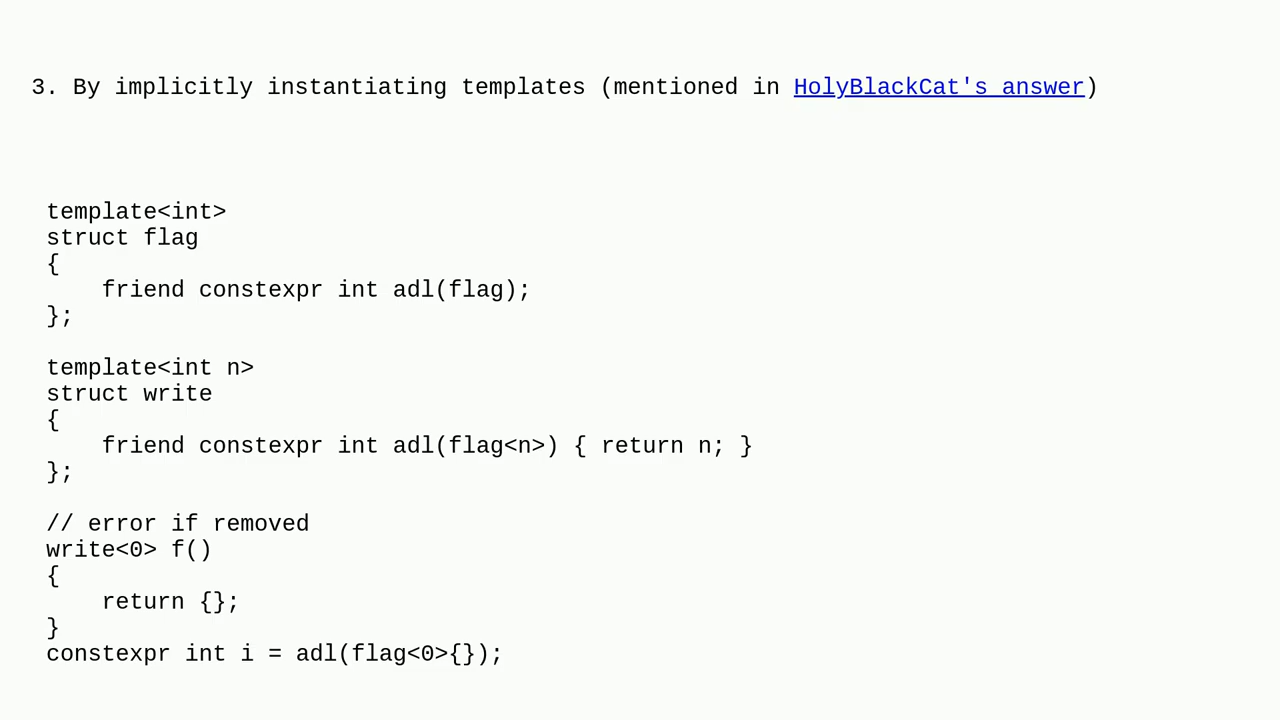 3. By implicitly instantiating templates (mentioned in HolyBlackCat's answer)
template<int>
struct flag
{
    friend constexpr int adl(flag);
};
template<int n>
struct write
{
    friend constexpr int adl(flag<n>) { return n; }
};
// error if removed
write<0> f()
{
    return {};
}
constexpr int i = adl(flag<0>{});